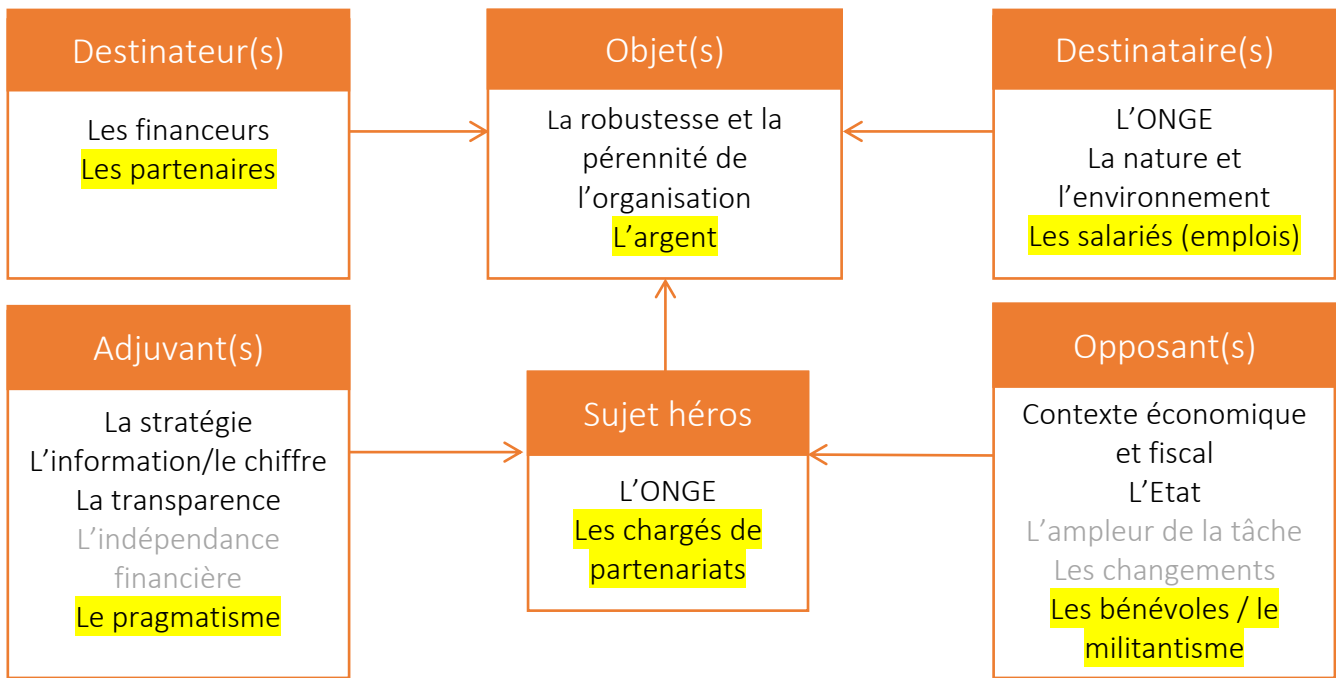 Destinateur(s)
Les financeurs
Les partenaires
Objet(s)
La robustesse et la
pérennité de
l’organisation
L’argent
Destinataire(s)
L’ONGE
La nature et
l’environnement
Les salariés (emplois)
Adjuvant(s)
La stratégie
L’information/le chiffre
La transparence
L’indépendance
financière
Le pragmatisme
Sujet héros
L’ONGE
Les chargés de
partenariats
Opposant(s)
Contexte économique
et fiscal
L’Etat
L’ampleur de la tâche
Les changements
Les bénévoles / le
militantisme